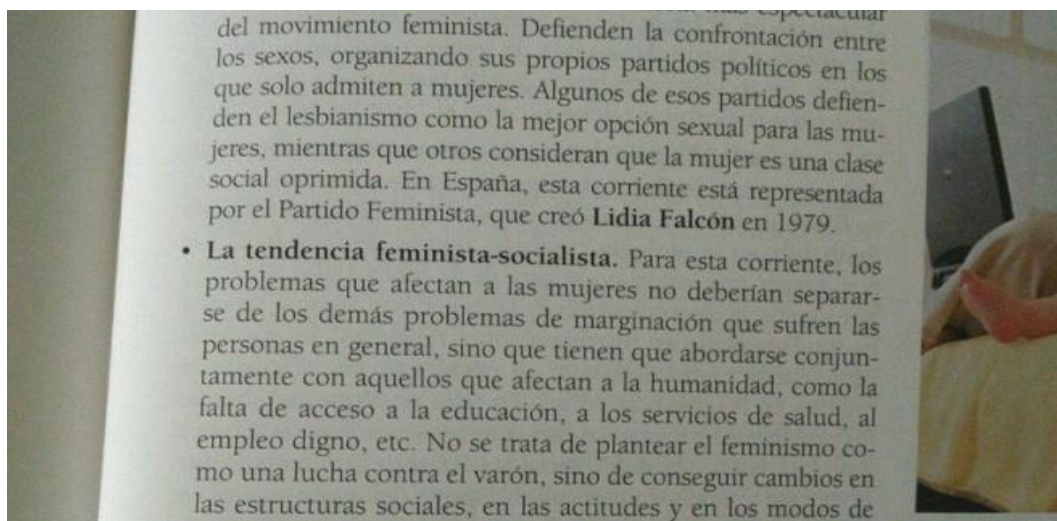 más espectacular
del movimiento feminista. Defienden la confrontación entre
los sexos, organizando sus propios partidos políticos en los
que solo admiten a mujeres. Algunos de esos partidos defien-
den el lesbianismo como la mejor opción sexual para las mu-
jeres, mientras que otros consideran que la mujer es una clase
social oprimida. En España, esta corriente está representada
por el Partido Feminista, que creó Lidia Falcón en 1979.
• La tendencia feminista-socialista. Para esta corriente, los
problemas que afectan a las mujeres no deberían separar-
se de los demás problemas de marginación que sufren las
personas en general, sino que tienen que abordarse conjun-
tamente con aquellos que afectan a la humanidad, como la
falta de acceso a la educación, a los servicios de salud, al
empleo digno, etc. No se trata de plantear el feminismo co-
mo una lucha contra el varón, sino de conseguir cambios en
las estructuras sociales, en las actitudes y en los modos de